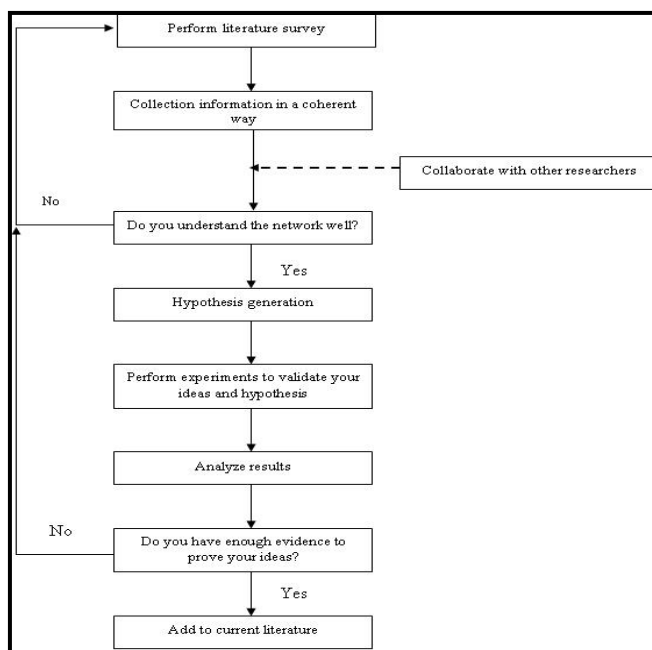 Perform literature survey
Collection information in a coherent
way
Collaborate with other researchers
No
Do you understand the network well?
Yes
Hypothesis generation
Perform experiments to validate your
ideas and hypothesis
Analyze results
No
Do you have enough evidence to
prove your ideas?
Yes
Add to current literature